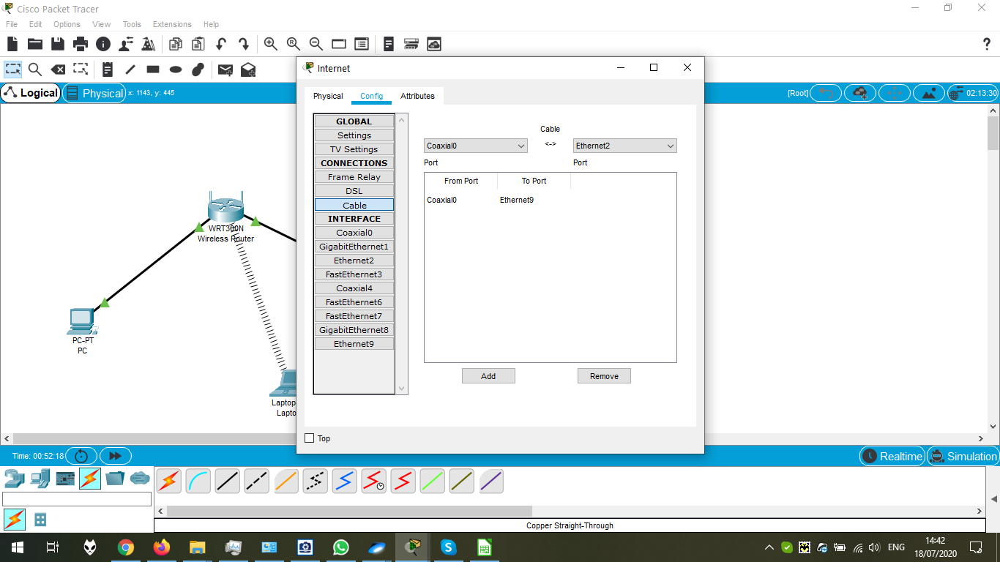 Cisco Packet Tracer
File Edit Options View Tools Extensions Help
Internet
Logical Physical x: 1143, y: 445
[Root] 02:13:30
Physical Config Attributes
GLOBAL
Settings
TV Settings
CONNECTIONS
Frame Relay
DSL
Cable
INTERFACE
Coaxial0
GigabitEthernet1
Ethernet2
FastEthernet3
Coaxial4
FastEthernet6
FastEthernet7
GigabitEthernet8
Ethernet9
Cable
Coaxial0 <-> Ethernet2
Port Port
From Port To Port
Coaxial0 Ethernet9
Add Remove
Top
WRT300N
Wireless Router
PC-PT
PC
Laptop
Lapto
Time: 00:52:18
Realtime Simulation
Copper Straight-Through
ENG
14:42
18/07/2020